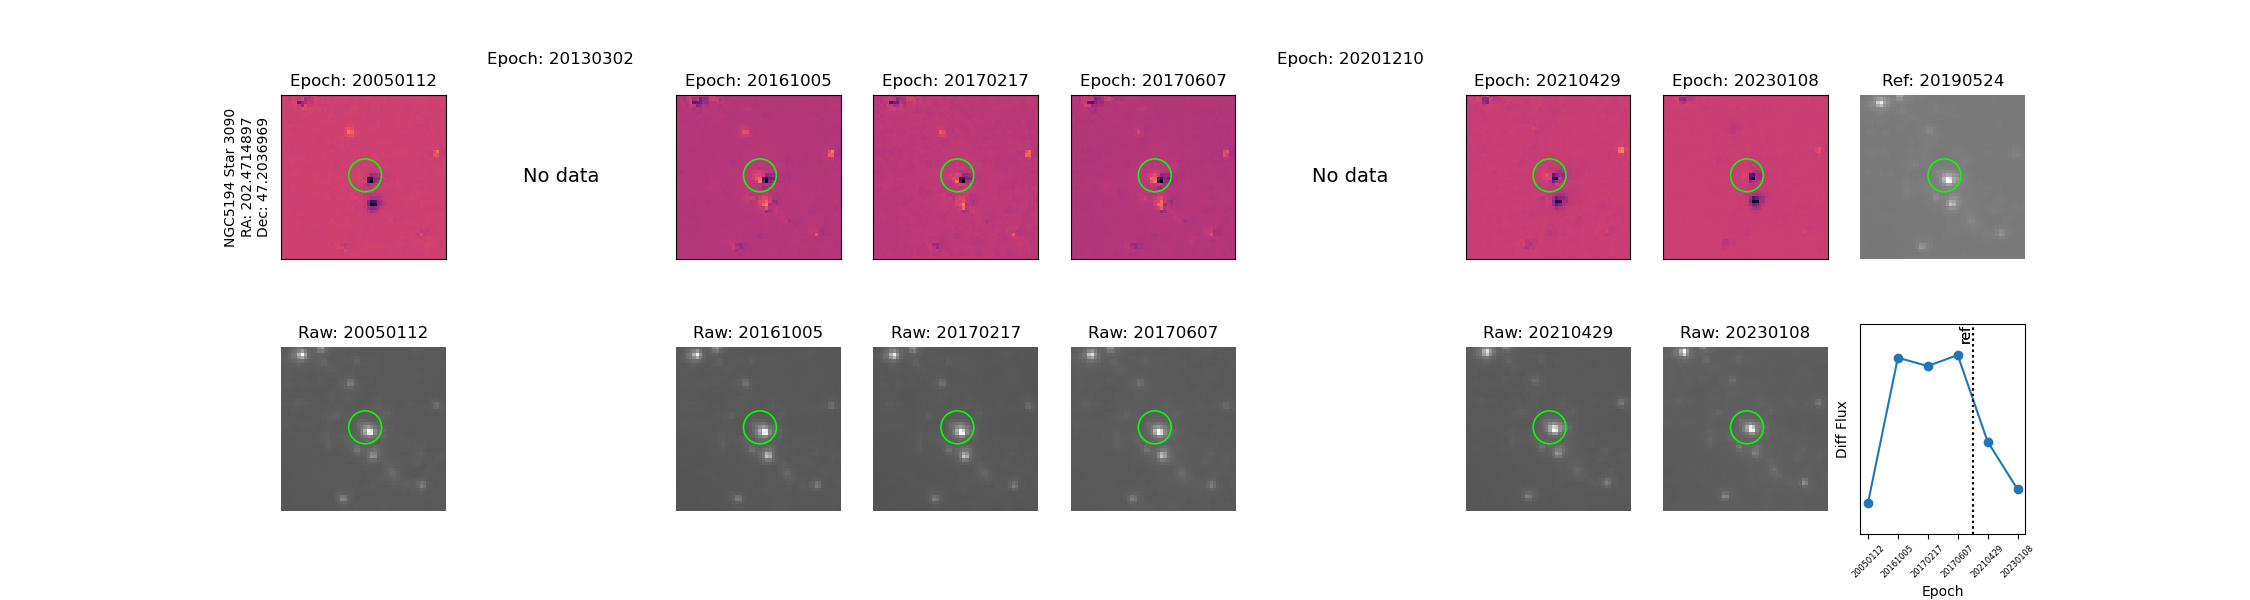 Epoch: 20130302
Epoch: 20201210
Epoch: 20050112
Epoch: 20161005
Epoch: 20170217
Epoch: 20170607
Epoch: 20210429
Epoch: 20230108
Ref: 20190524
NGC5194 Star 3090
RA: 202.4714897
Dec: 47.2036969
No data
No data
Raw: 20050112
Raw: 20161005
Raw: 20170217
Raw: 20170607
Raw: 20210429
Raw: 20230108
ref
Diff Flux
20050112
20161005
20170217
20170607
20210429
20230108
Epoch